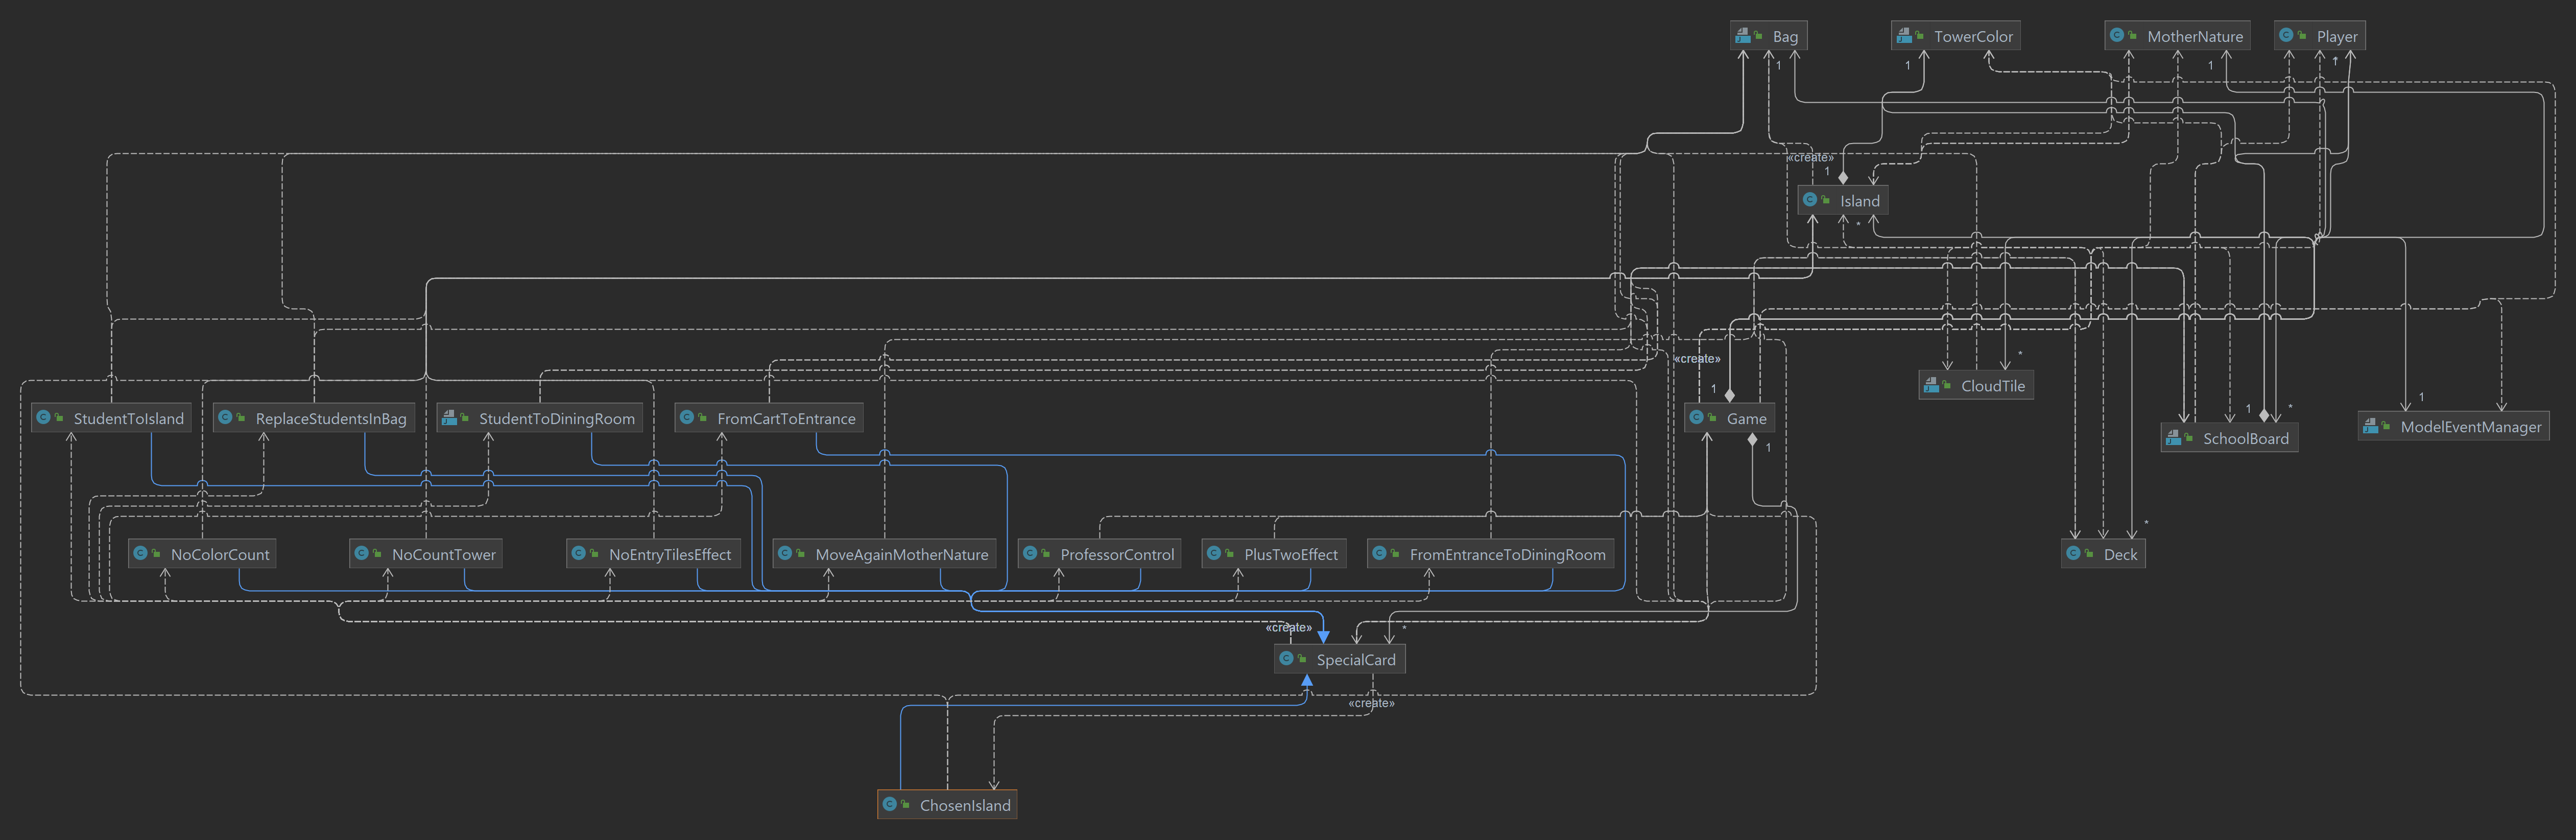 Bag
TowerColor
MotherNature
Player
1
1
1
1
«create»
1
Island
*
«create»
*
CloudTile
1
1
*
1
StudentToIsland
ReplaceStudentsInBag
StudentToDiningRoom
FromCartToEntrance
Game
SchoolBoard
ModelEventManager
1
*
NoColorCount
NoCountTower
NoEntryTilesEffect
MoveAgainMotherNature
ProfessorControl
PlusTwoEffect
FromEntranceToDiningRoom
Deck
«create»
*
SpecialCard
«create»
ChosenIsland